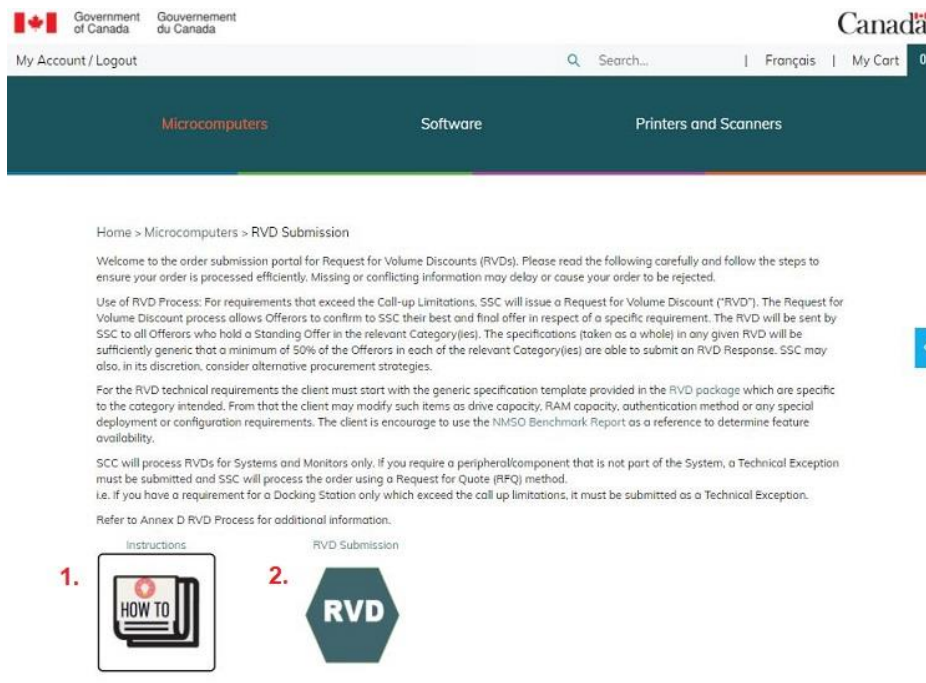 Government of Canada
Gouvernement du Canada
Canada
My Account / Logout
Search...
| Français | My Cart 0
Microcomputers
Software
Printers and Scanners
Home > Microcomputers > RVD Submission
Welcome to the order submission portal for Request for Volume Discounts (RVDs). Please read the following carefully and follow the steps to
ensure your order is processed efficiently. Missing or conflicting information may delay or cause your order to be rejected.
Use of RVD Process: For requirements that exceed the Call-up Limitations, SSC will issue a Request for Volume Discount ("RVD"). The Request for
Volume Discount process allows Offerors to confirm to SSC their best and final offer in respect of a specific requirement. The RVD will be sent by
SSC to all Offerors who hold a Standing Offer in the relevant Category(ies). The specifications (taken as a whole) in any given RVD will be
sufficiently generic that a minimum of 50% of the Offerors in each of the relevant Category(ies) are able to submit an RVD Response. SSC may
also, in its discretion, consider alternative procurement strategies.
For the RVD technical requirements the client must start with the generic specification template provided in the RVD package which are specific
to the category intended. From that the client may modify such items as drive capacity, RAM capacity, authentication method or any special
deployment or configuration requirements. The client is encourage to use the NMSO Benchmark Report as a reference to determine feature
availability.
SCC will process RVDs for Systems and Monitors only. If you require a peripheral/component that is not part of the System, a Technical Exception
must be submitted and SSC will process the order using a Request for Quote (RFQ) method.
i.e. If you have a requirement for a Docking Station only which exceed the call up limitations, it must be submitted as a Technical Exception.
Refer to Annex D RVD Process for additional information.
Instructions
RVD Submission
1.
HOW TO
2.
RVD